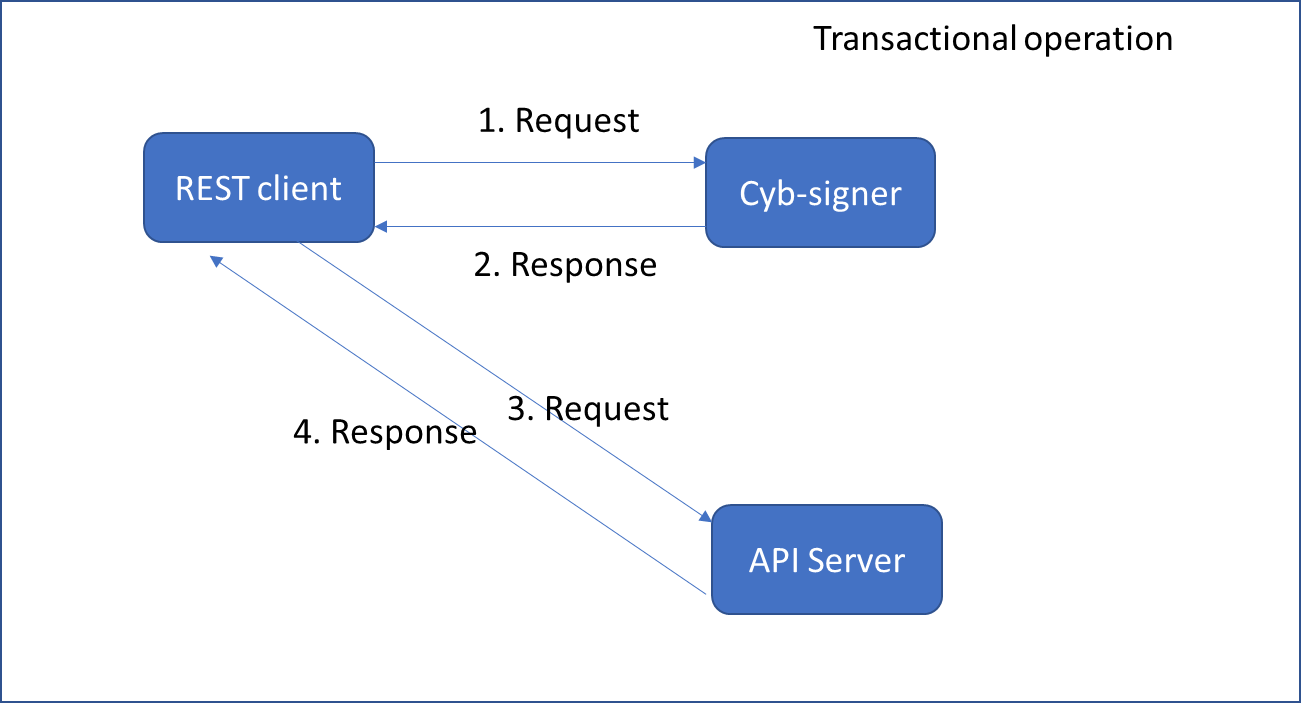 Transactional operation
1. Request
REST client
Cyb-signer
2. Response
3. Request
4. Response
API Server